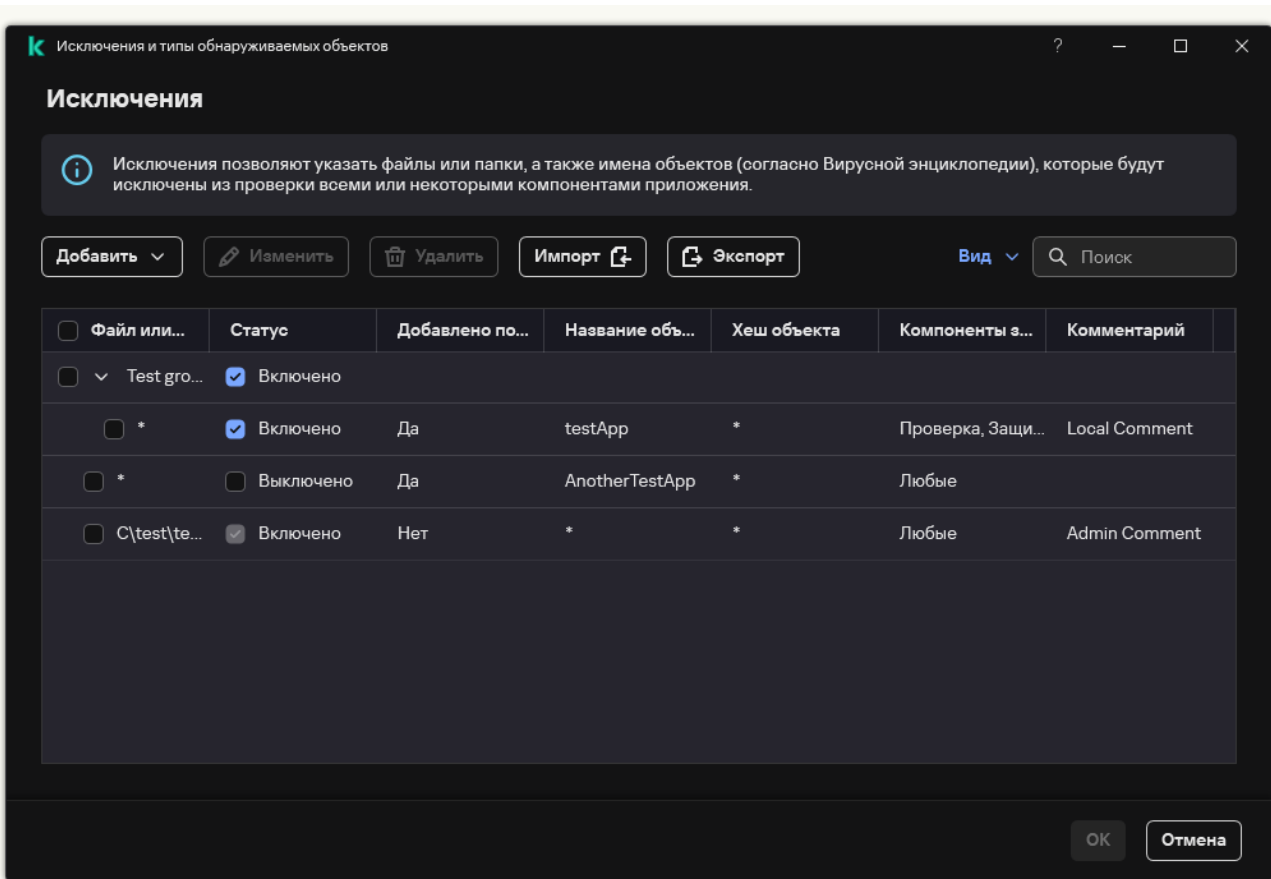 Исключения и типы обнаруживаемых объектов
?
Исключения
Исключения позволяют указать файлы или папки, а также имена объектов (согласно Вирусной энциклопедии), которые будут
исключены из проверки всеми или некоторыми компонентами приложения.
Добавить Изменить Удалить Импорт Экспорт Вид Поиск
Файл или... Статус Добавлено по... Название объ... Хеш объекта Компоненты з... Комментарий
Test gro... Включено
* Включено Да testApp * Проверка, Защи... Local Comment
* Выключено Да AnotherTestApp * Любые
C\test\te... Включено Нет * * Любые Admin Comment
ОК Отмена